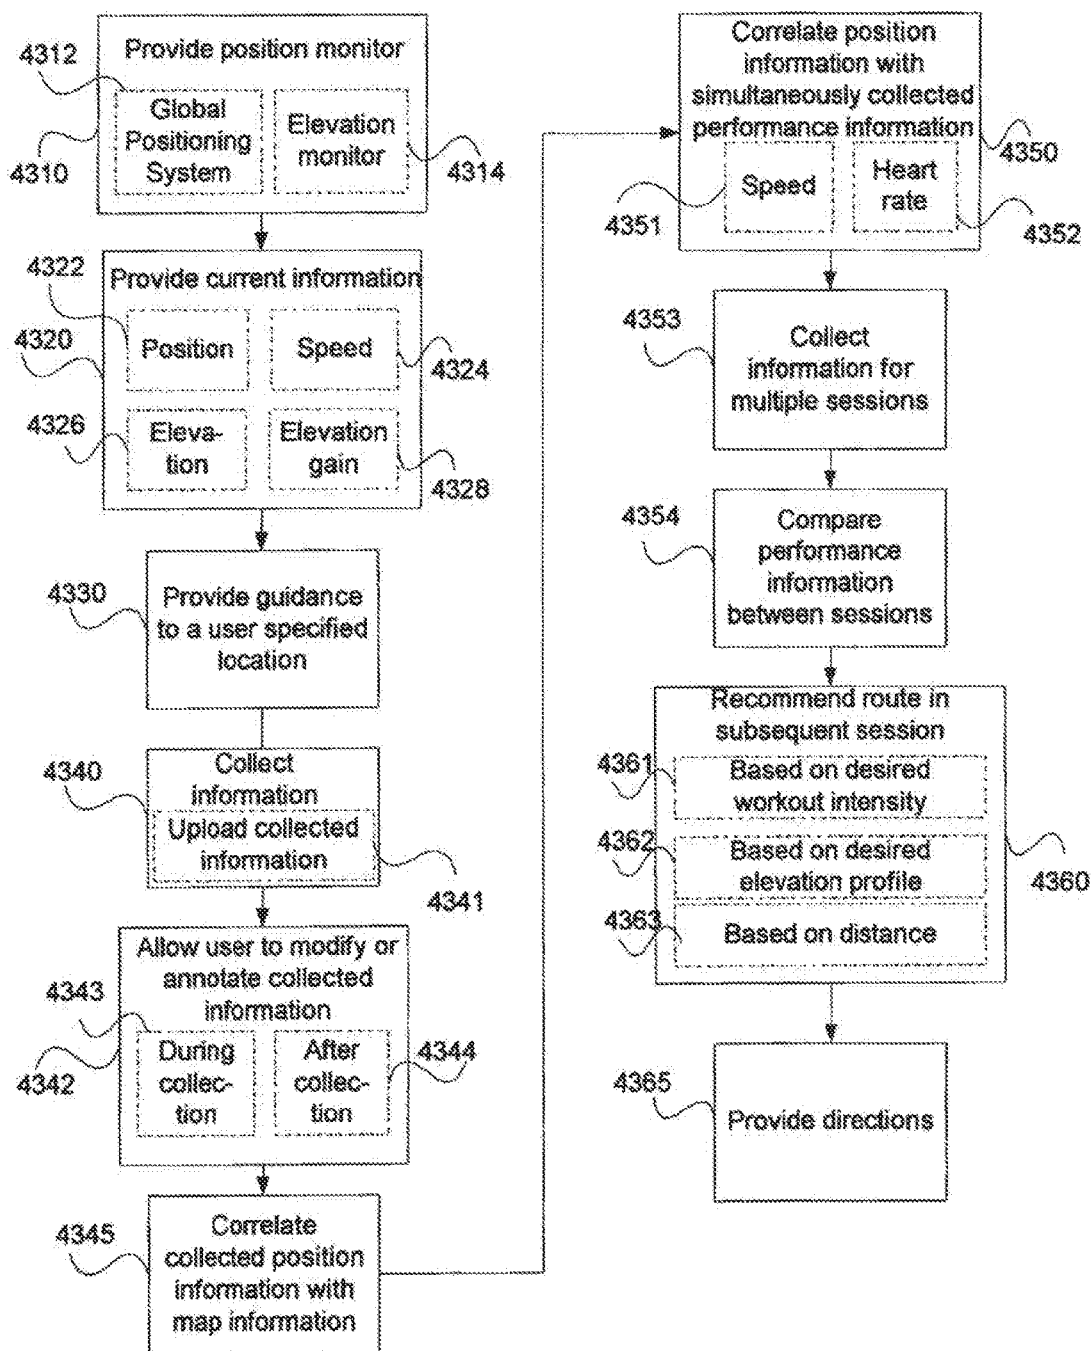 Provide position monitor
4312
Global
Positioning
System
Elevation
monitor
4310
4314
Provide current information
4322
4320
Position
Speed
4324
4326
Eleva-
tion
Elevation
gain
4328
4330
Provide guidance
to a user specified
location
4340
Collect
information
Upload collected
information
4341
Allow user to modify or
annotate collected
information
4343
4342
During
collec-
tion
After
collec-
tion
4344
4345
Correlate
collected position
information with
map information
Correlate position
information with
simultaneously collected
performance information
4350
4351
Speed
Heart
rate
4352
4353
Collect
information for
multiple sessions
4354
Compare
performance
information
between sessions
Recommend route in
subsequent session
4361
Based on desired
workout intensity
4362
Based on desired
elevation profile
4360
4363
Based on distance
4365
Provide directions